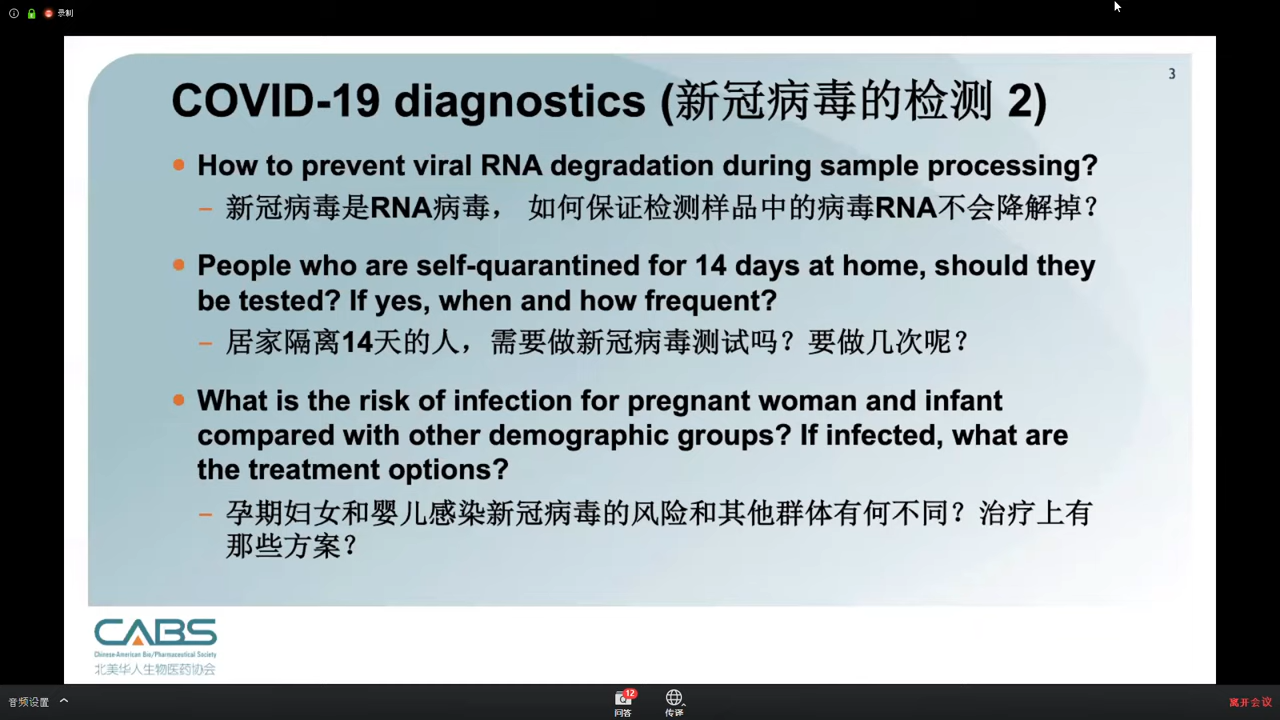 录制
3
COVID-19 diagnostics (新冠病毒的检测 2)
How to prevent viral RNA degradation during sample processing?
– 新冠病毒是RNA病毒， 如何保证检测样品中的病毒RNA不会降解掉？
People who are self-quarantined for 14 days at home, should they
be tested? If yes, when and how frequent?
– 居家隔离14天的人，需要做新冠病毒测试吗？要做几次呢？
What is the risk of infection for pregnant woman and infant
compared with other demographic groups? If infected, what are
the treatment options?
– 孕期妇女和婴儿感染新冠病毒的风险和其他群体有何不同？治疗上有
那些方案？
CABS
Chinese-American Bio/Pharmaceutical Society
北美华人生物医药协会
音频设置
12
问答
传译
离开会议